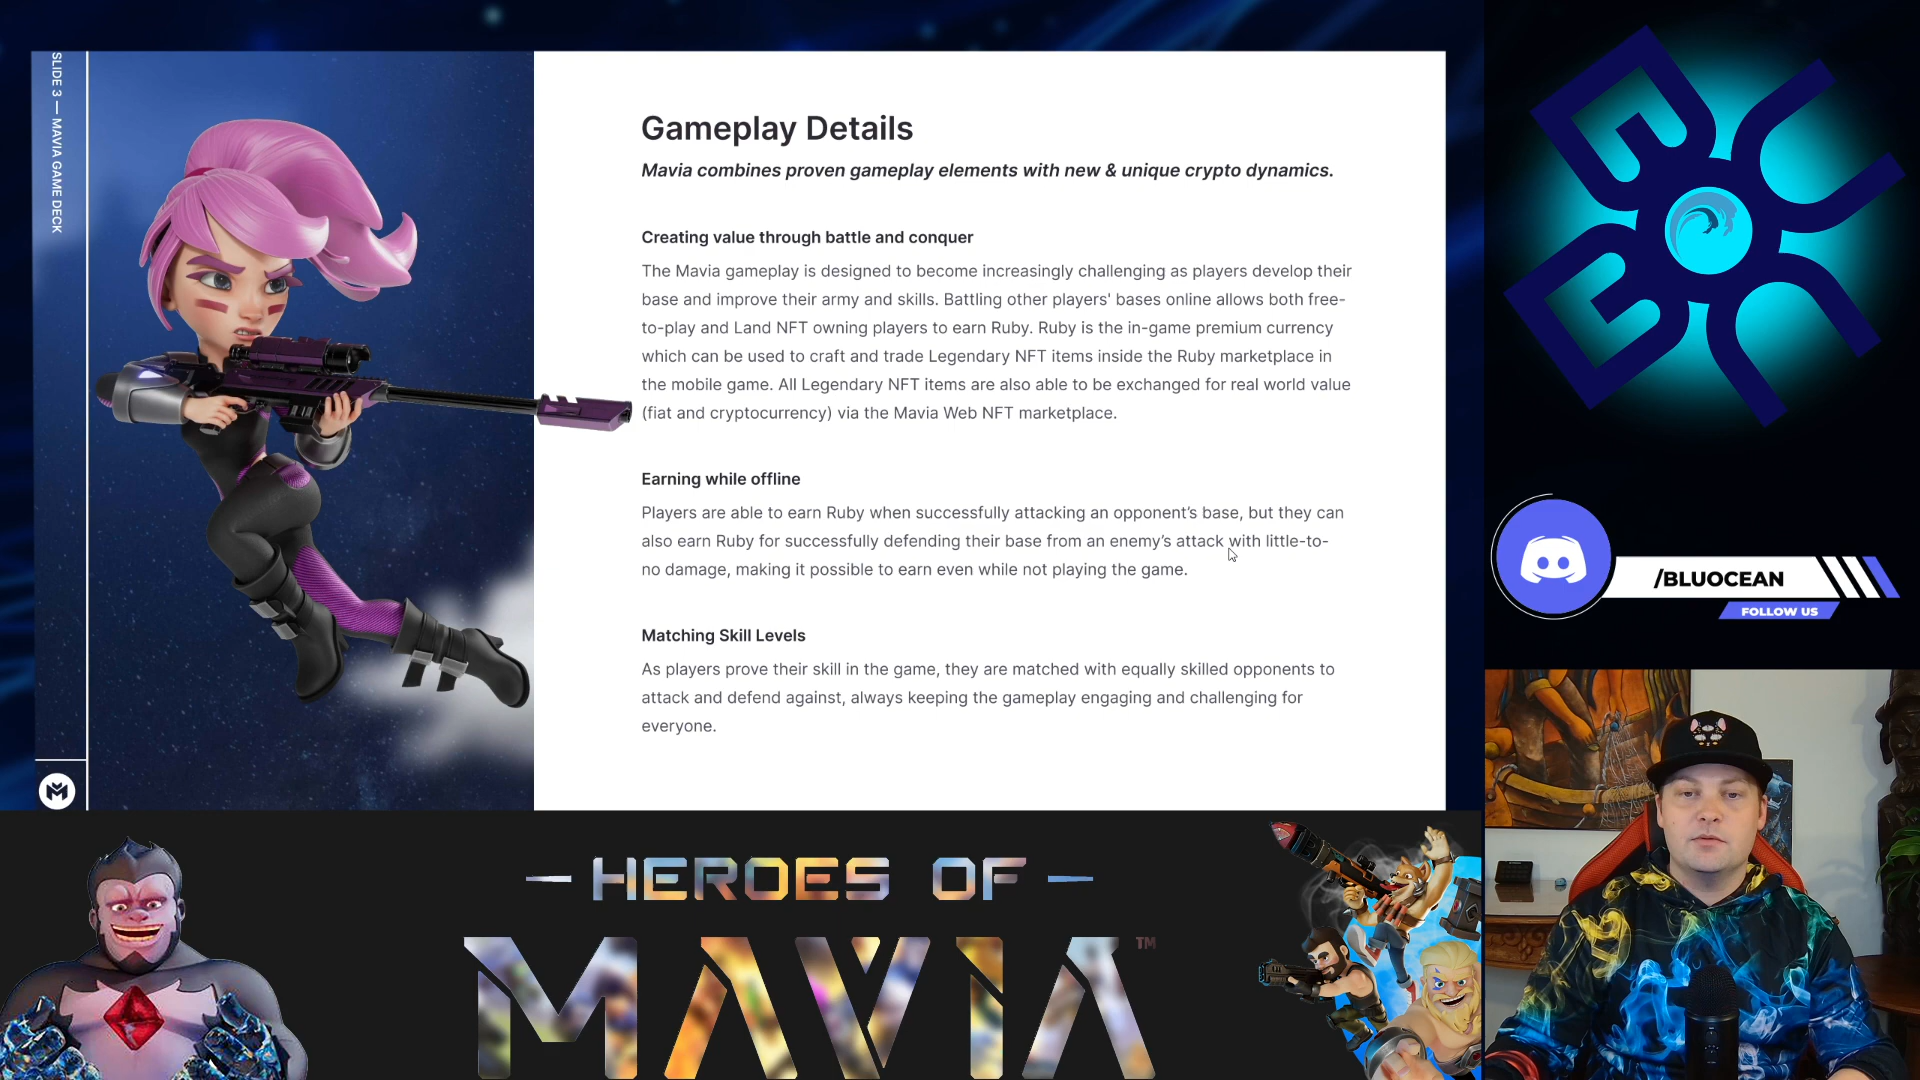 SLIDE 3 — MAVIA GAME DECK
Gameplay Details
Mavia combines proven gameplay elements with new & unique crypto dynamics.
Creating value through battle and conquer
The Mavia gameplay is designed to become increasingly challenging as players develop their
base and improve their army and skills. Battling other players' bases online allows both free-
to-play and Land NFT owning players to earn Ruby. Ruby is the in-game premium currency
which can be used to craft and trade Legendary NFT items inside the Ruby marketplace in
the mobile game. All Legendary NFT items are also able to be exchanged for real world value
(fiat and cryptocurrency) via the Mavia Web NFT marketplace.
Earning while offline
Players are able to earn Ruby when successfully attacking an opponent’s base, but they can
also earn Ruby for successfully defending their base from an enemy’s attack with little-to-
no damage, making it possible to earn even while not playing the game.
Matching Skill Levels
As players prove their skill in the game, they are matched with equally skilled opponents to
attack and defend against, always keeping the gameplay engaging and challenging for
everyone.
/BLUOCEAN
FOLLOW US
HEROES OF
MAVIA™